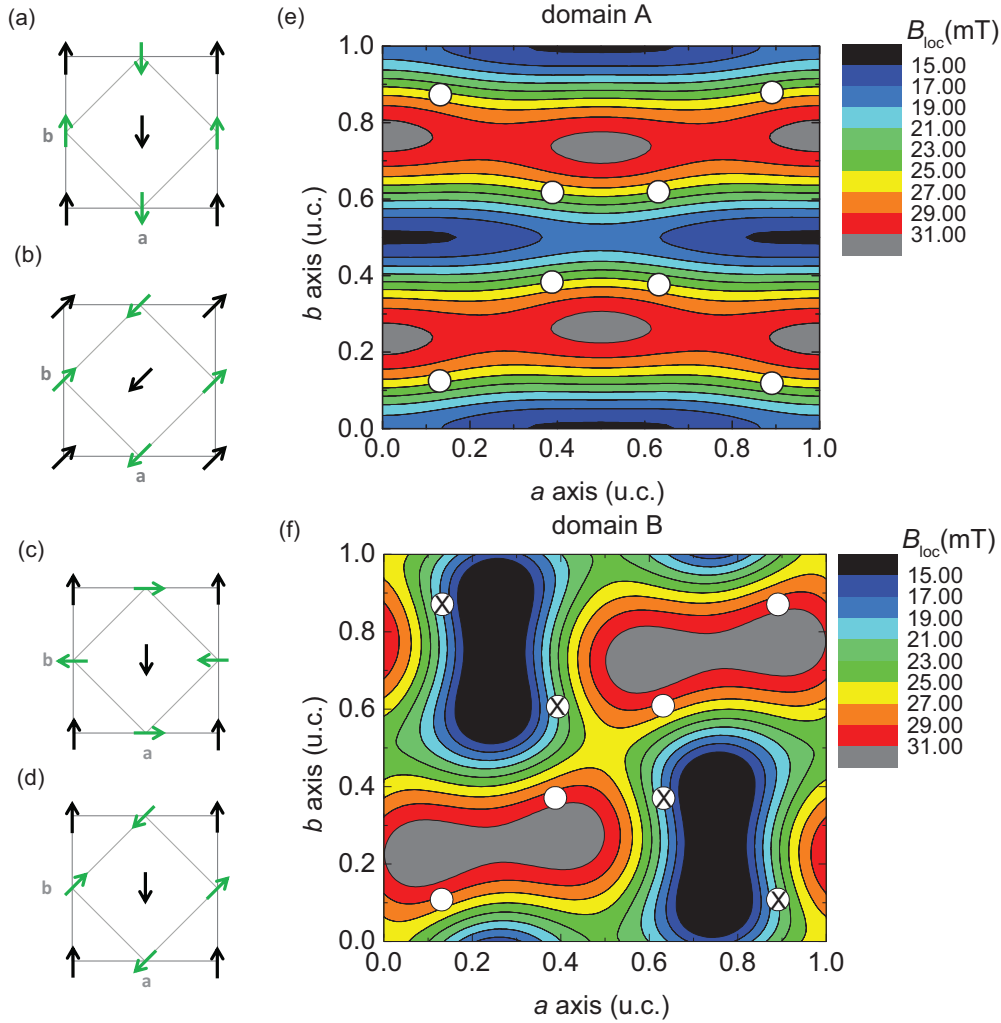 (a)
b
a
(b)
b
a
(c)
b
a
(d)
b
a
(e)
domain A
1.0
0.8
0.6
0.4
0.2
0.0
b axis (u.c.)
0.0 0.2 0.4 0.6 0.8 1.0
a axis (u.c.)
B_loc(mT)
15.00
17.00
19.00
21.00
23.00
25.00
27.00
29.00
31.00
(f)
domain B
1.0
0.8
0.6
0.4
0.2
0.0
b axis (u.c.)
0.0 0.2 0.4 0.6 0.8 1.0
a axis (u.c.)
B_loc(mT)
15.00
17.00
19.00
21.00
23.00
25.00
27.00
29.00
31.00